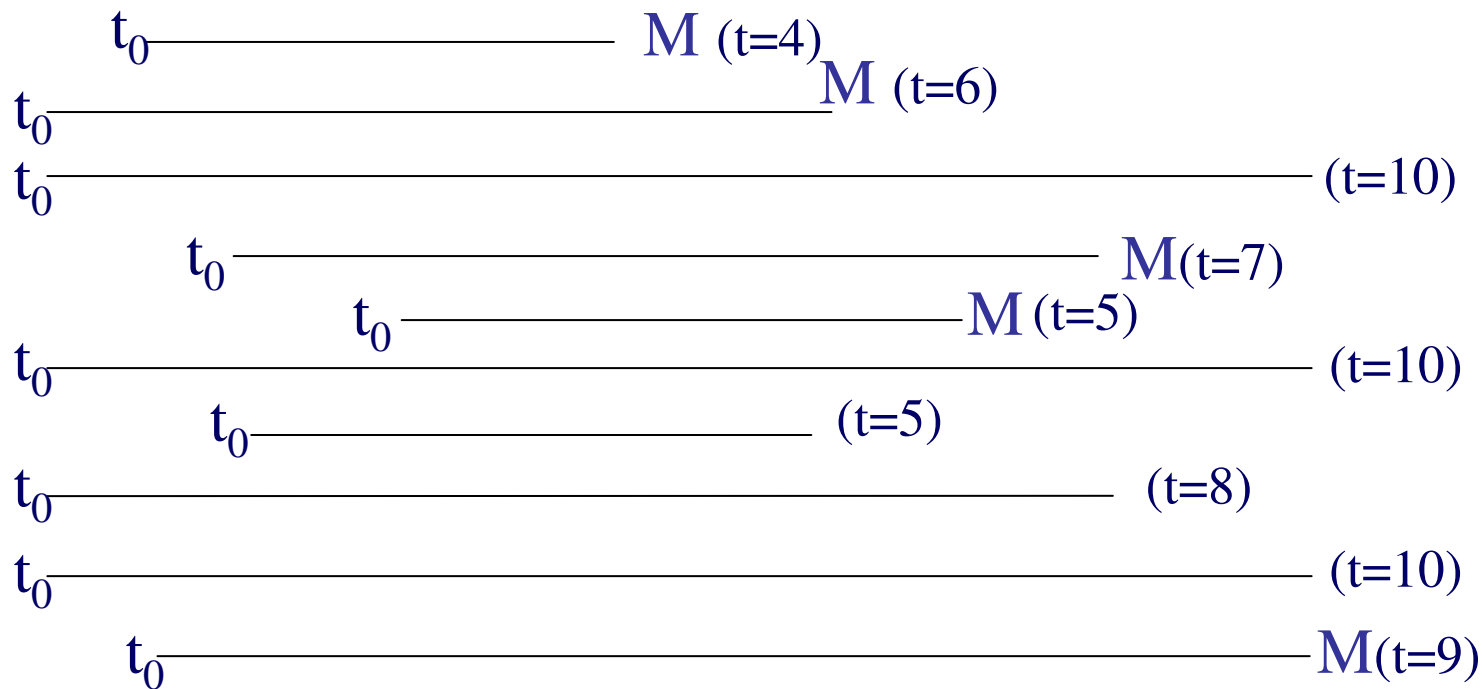 t₀ M (t=4)
t₀ M (t=6)
t₀ (t=10)
t₀ M(t=7)
t₀ M (t=5)
t₀ (t=10)
t₀ (t=5)
t₀ (t=8)
t₀ (t=10)
t₀ M(t=9)